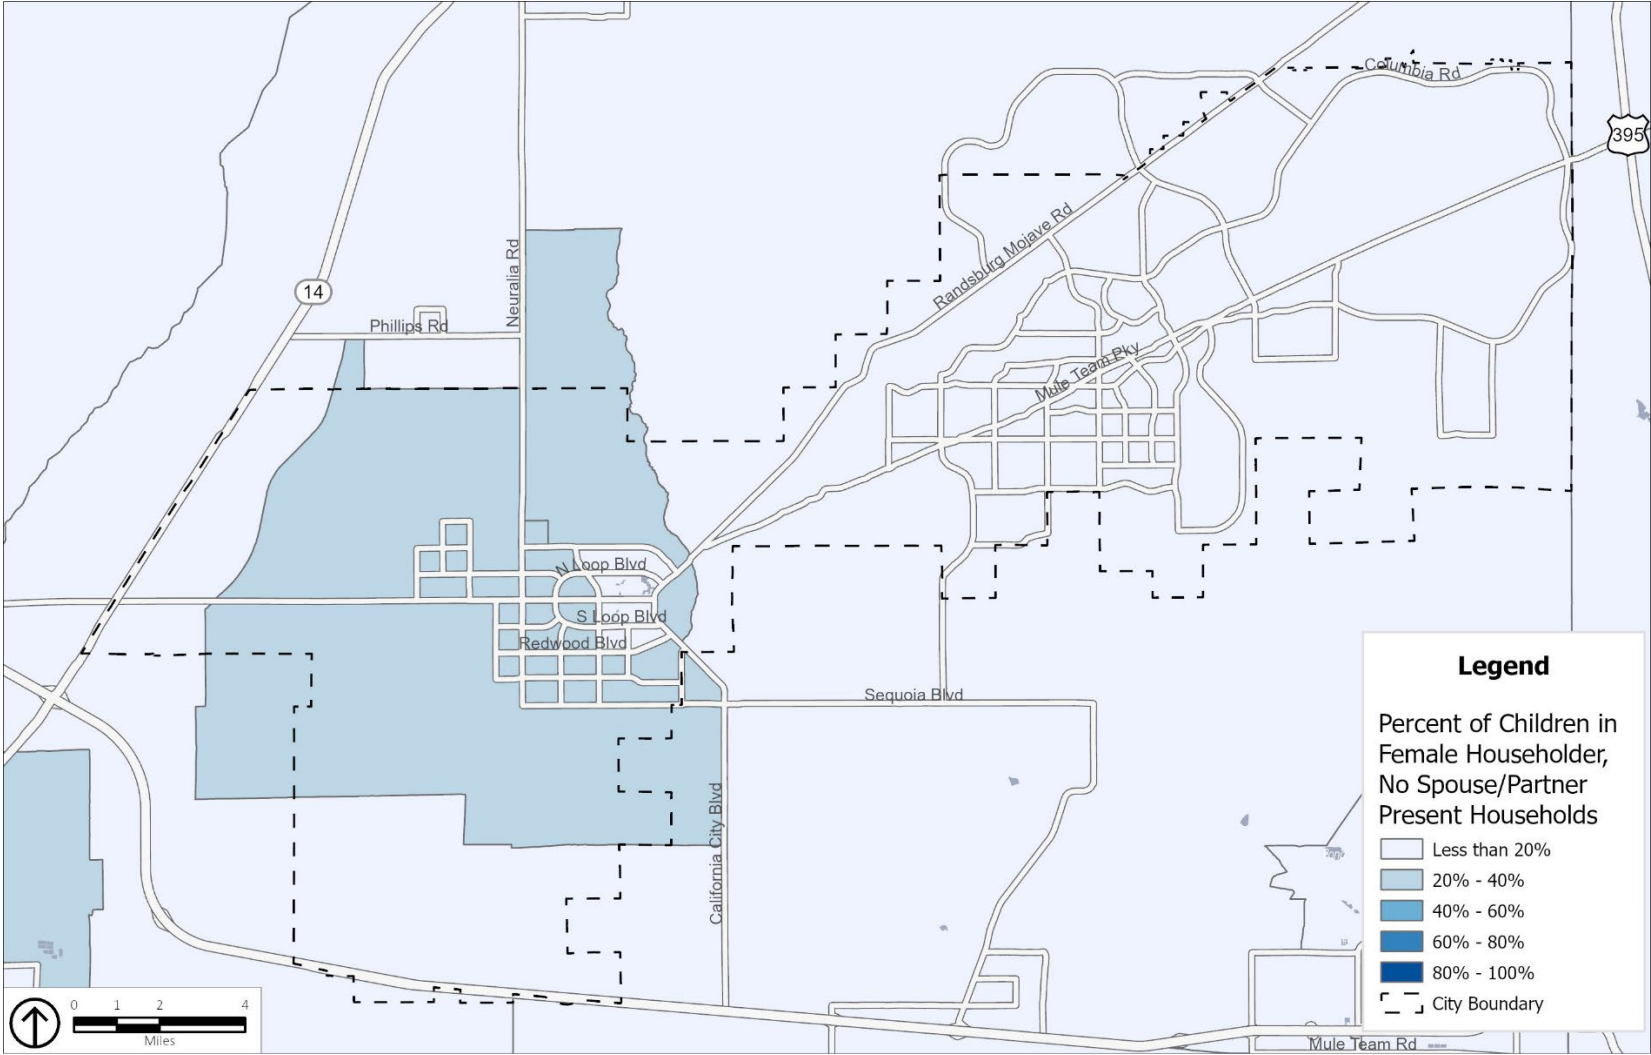 Columbia Rd
395
Randsburg Mojave Rd
Neuralia Rd
14
Phillips Rd
Mule Team Pky
N Loop Blvd
S Loop Blvd
Redwood Blvd
Sequoia Blvd
California City Blvd
Legend
Percent of Children in
Female Householder,
No Spouse/Partner
Present Households
Less than 20%
20% - 40%
40% - 60%
60% - 80%
80% - 100%
City Boundary
0 1 2 4
Miles
Mule Team Rd